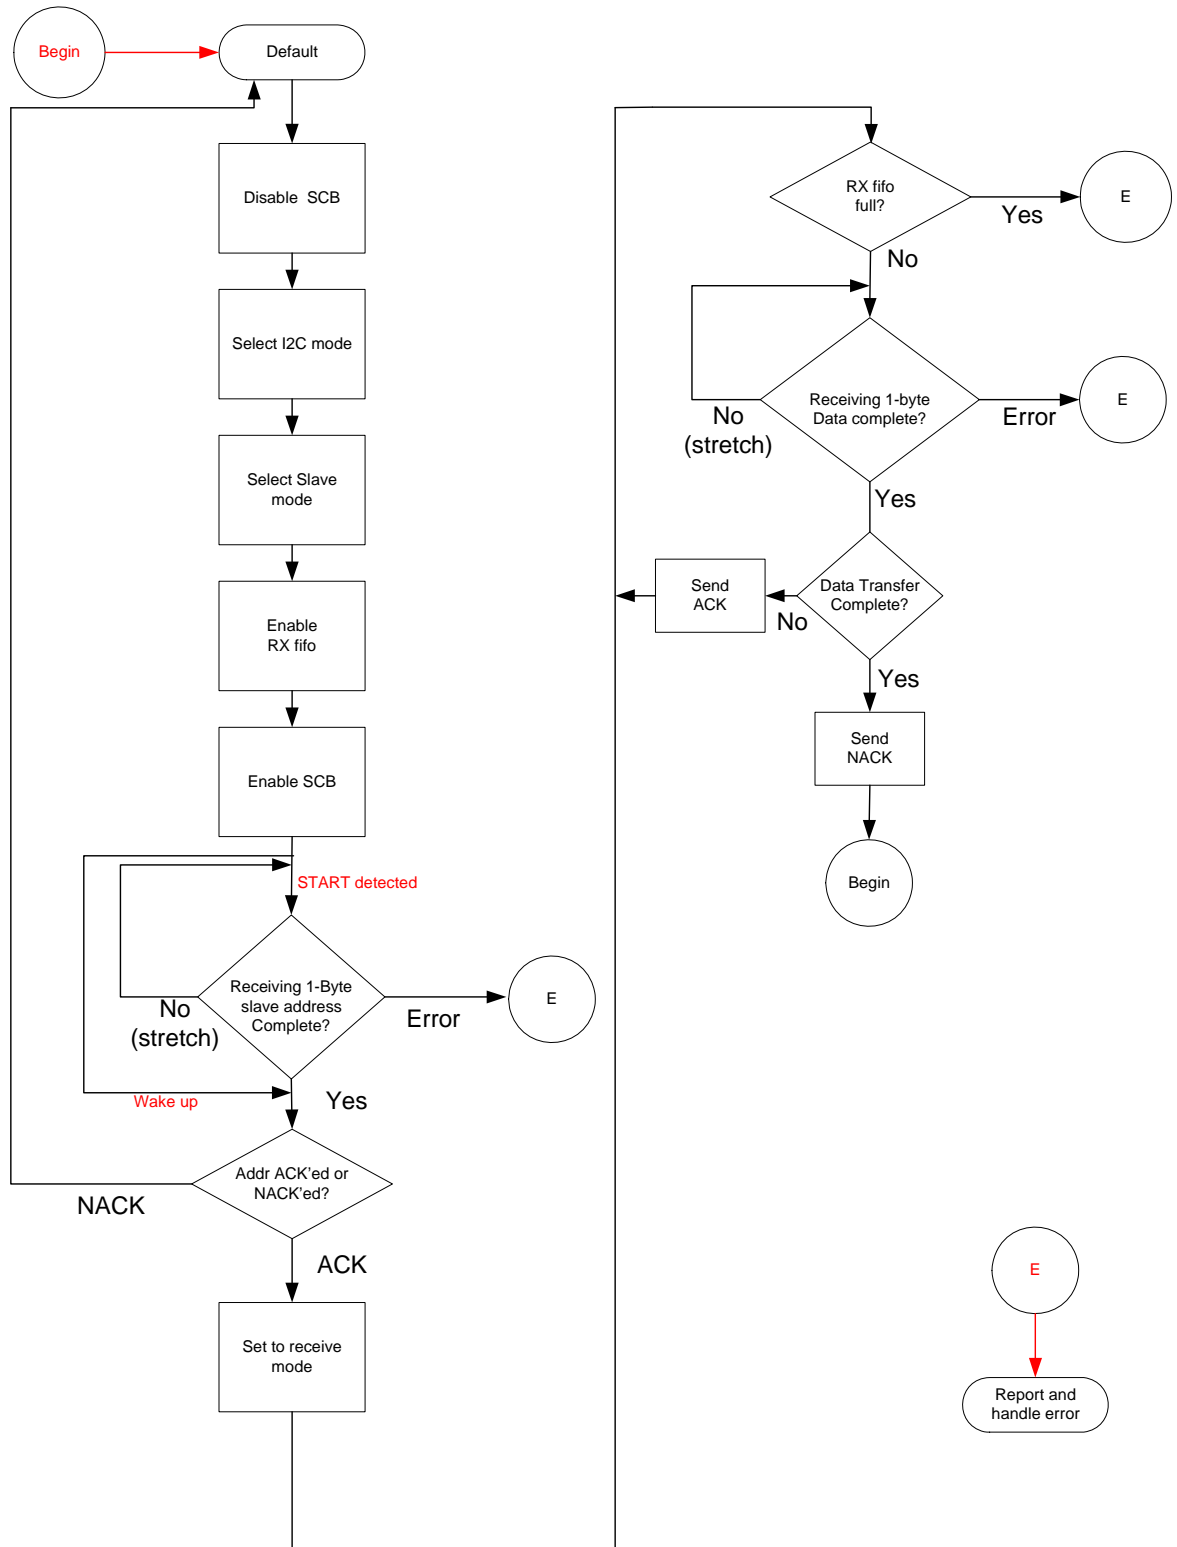 Begin
Default
Disable  SCB
Select I2C mode
Select Slave
mode
Enable
RX fifo
Enable SCB
START detected
Receiving 1-Byte
slave address
Complete?
No
(stretch)
Error
E
Wake up
Yes
Addr ACK'ed or
NACK'ed?
NACK
ACK
Set to receive
mode
RX fifo
full?
Yes
E
No
Receiving 1-byte
Data complete?
No
(stretch)
Error
E
Yes
Data Transfer
Complete?
No
Send
ACK
Yes
Send
NACK
Begin
E
Report and
handle error